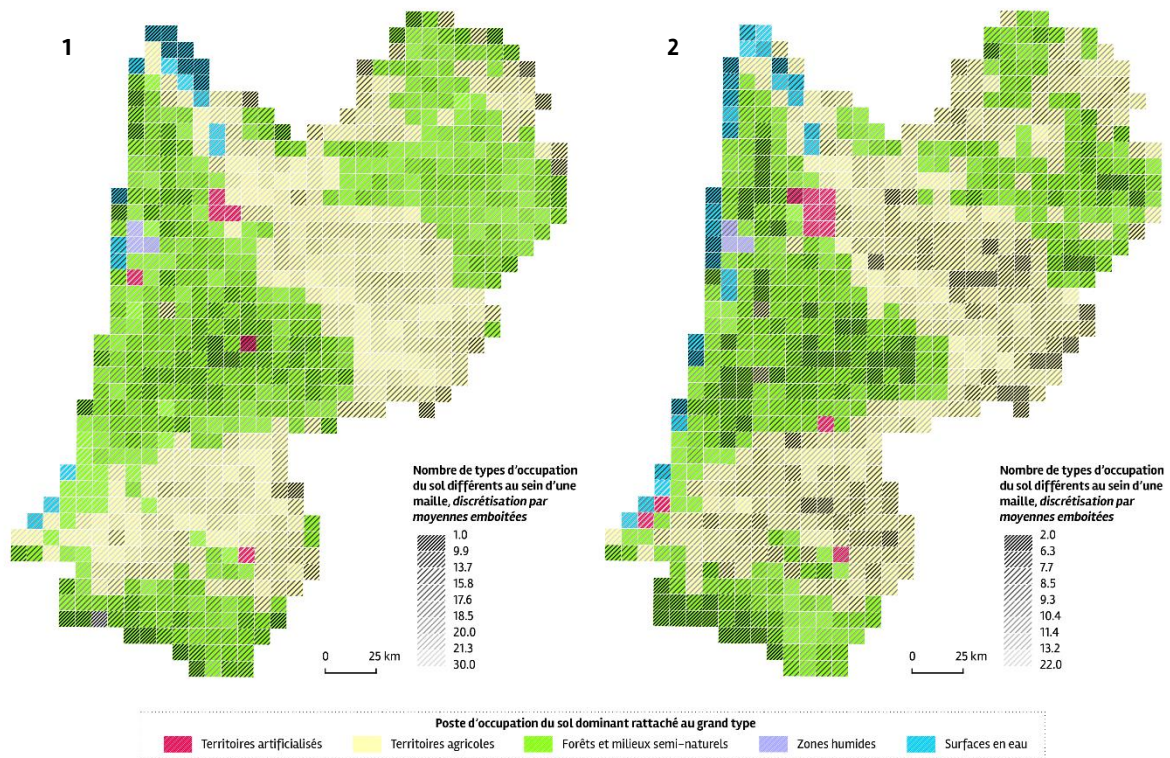 1
2
Nombre de types d'occupation
du sol différents au sein d'une
maille, discrétisation par
moyennes emboitées
1.0
9.9
13.7
15.8
17.6
18.5
20.0
21.3
30.0
0 25 km
Nombre de types d'occupation
du sol différents au sein d'une
maille, discrétisation par
moyennes emboitées
2.0
6.3
7.7
8.5
9.3
10.4
11.4
13.2
22.0
0 25 km
Poste d'occupation du sol dominant rattaché au grand type
Territoires artificialisés Territoires agricoles Forêts et milieux semi-naturels Zones humides Surfaces en eau